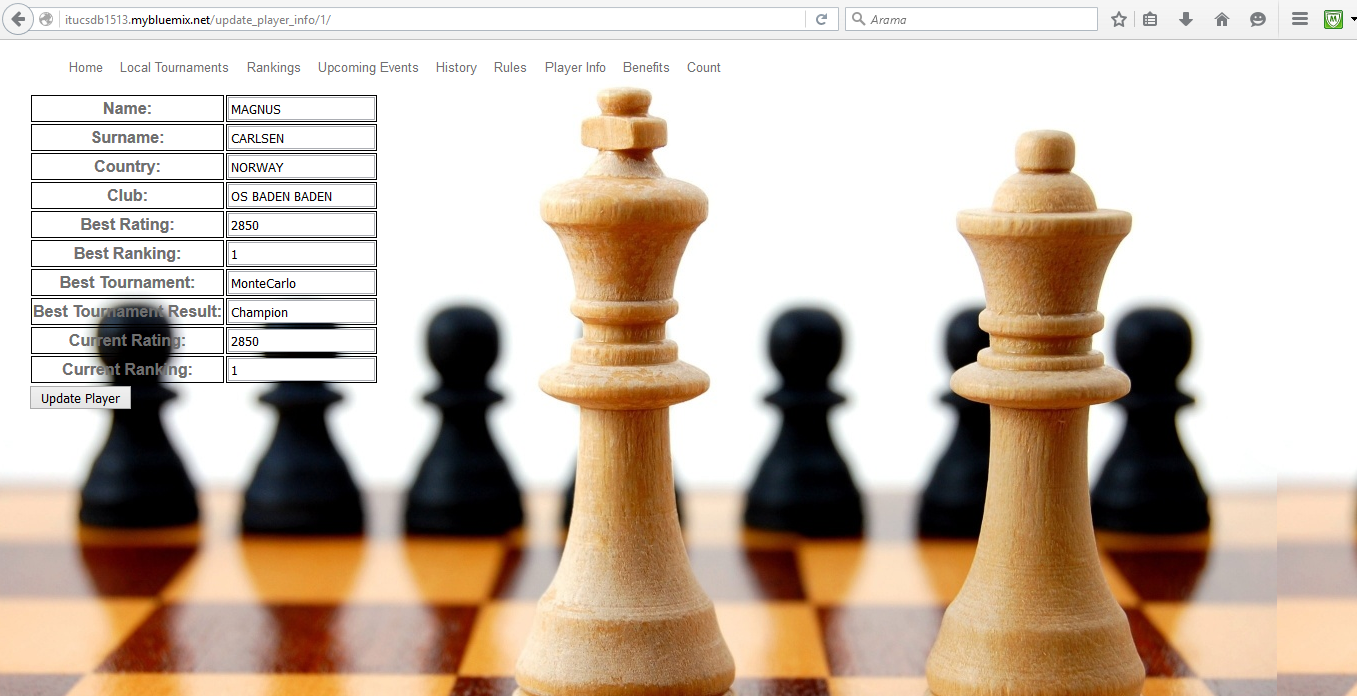 itucsdb1513.mybluemix.net/update_player_info/1/
Arama
Home Local Tournaments Rankings Upcoming Events History Rules Player Info Benefits Count
Name: MAGNUS
Surname: CARLSEN
Country: NORWAY
Club: OS BADEN BADEN
Best Rating: 2850
Best Ranking: 1
Best Tournament: MonteCarlo
Best Tournament Result: Champion
Current Rating: 2850
Current Ranking: 1
Update Player